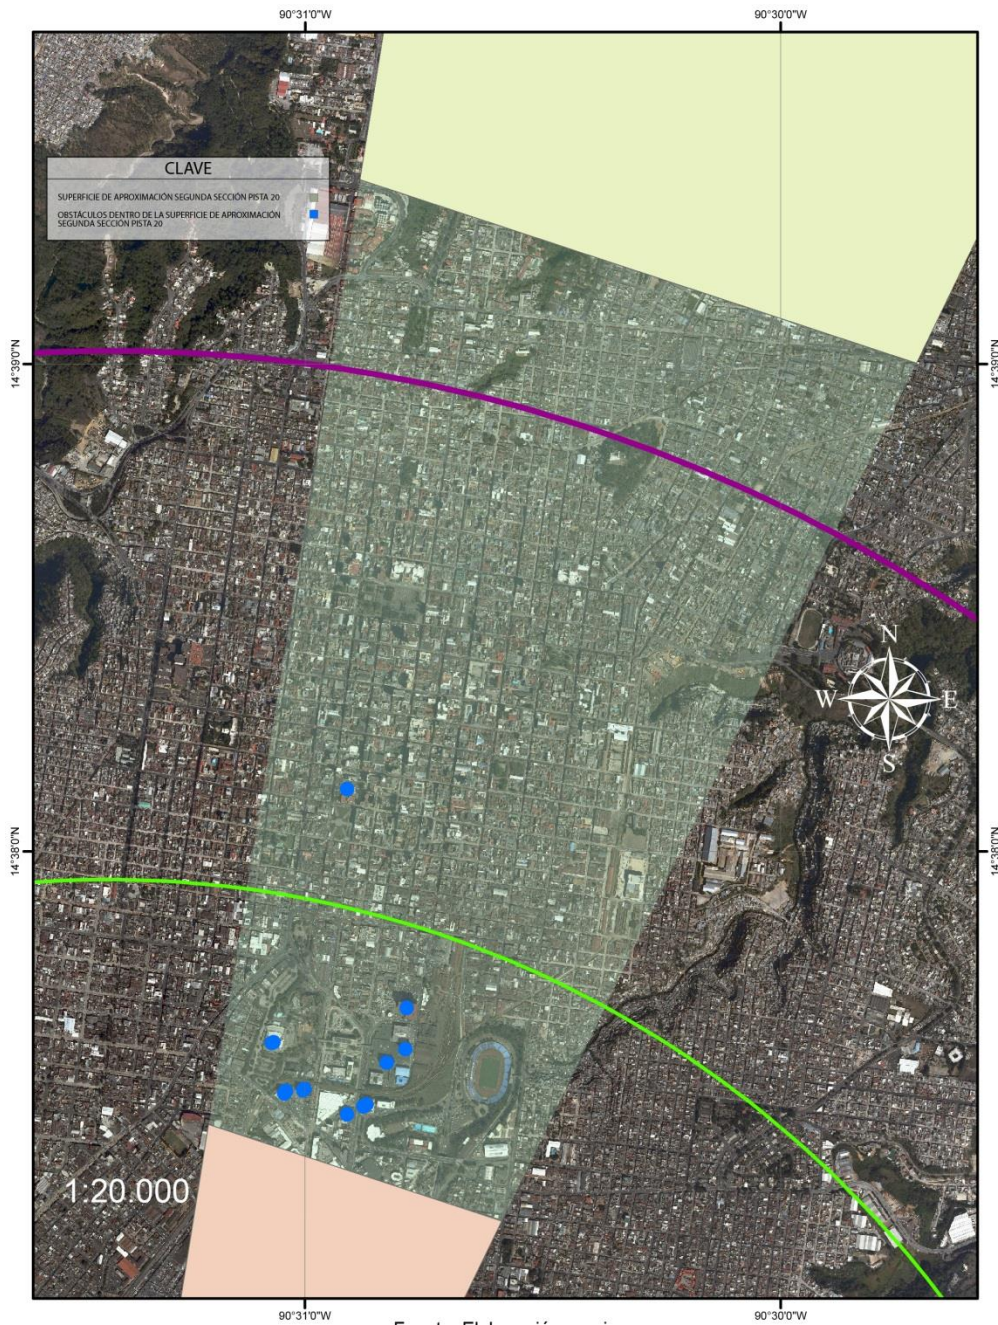 90°31'0"W
90°30'0"W
CLAVE
SUPERFICIE DE APROXIMACIÓN SEGUNDA SECCIÓN PISTA 20
OBSTÁCULOS DENTRO DE LA SUPERFICIE DE APROXIMACIÓN
SEGUNDA SECCIÓN PISTA 20
14°39'0"N
14°39'0"N
N
W
E
S
14°38'0"N
14°38'0"N
1:20.000
90°31'0"W
90°30'0"W